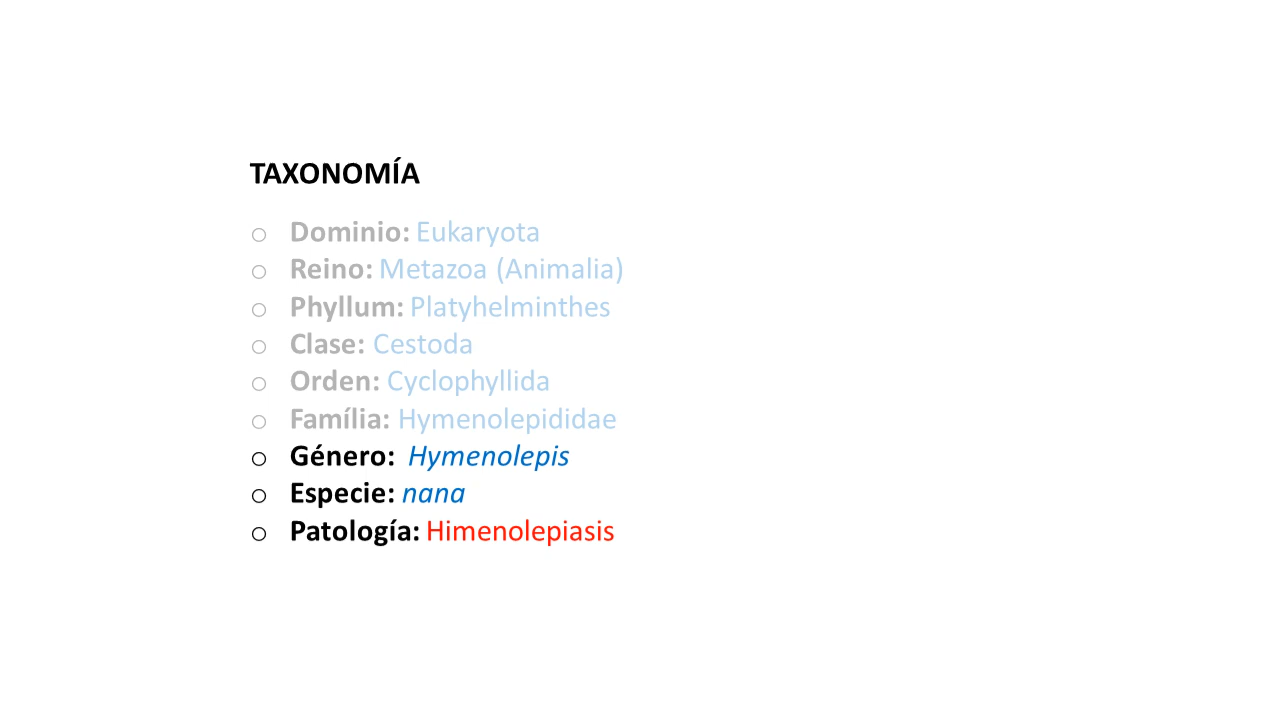 TAXONOMÍA
o Dominio: Eukaryota
o Reino: Metazoa (Animalia)
o Phyllum: Platyhelminthes
o Clase: Cestoda
o Orden: Cyclophyllida
o Família: Hymenolepididae
o Género: Hymenolepis
o Especie: nana
o Patología: Himenolepiasis